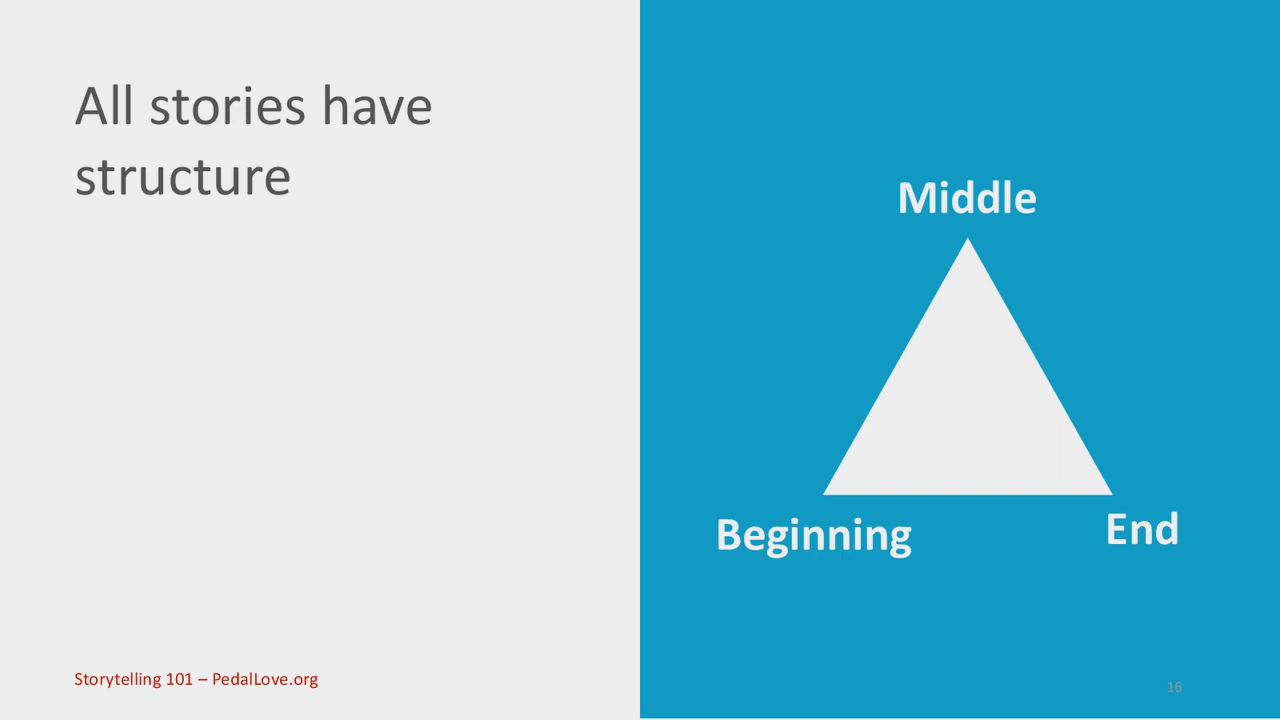 All stories have
structure
Middle
Beginning
End
Storytelling 101 – PedalLove.org
16